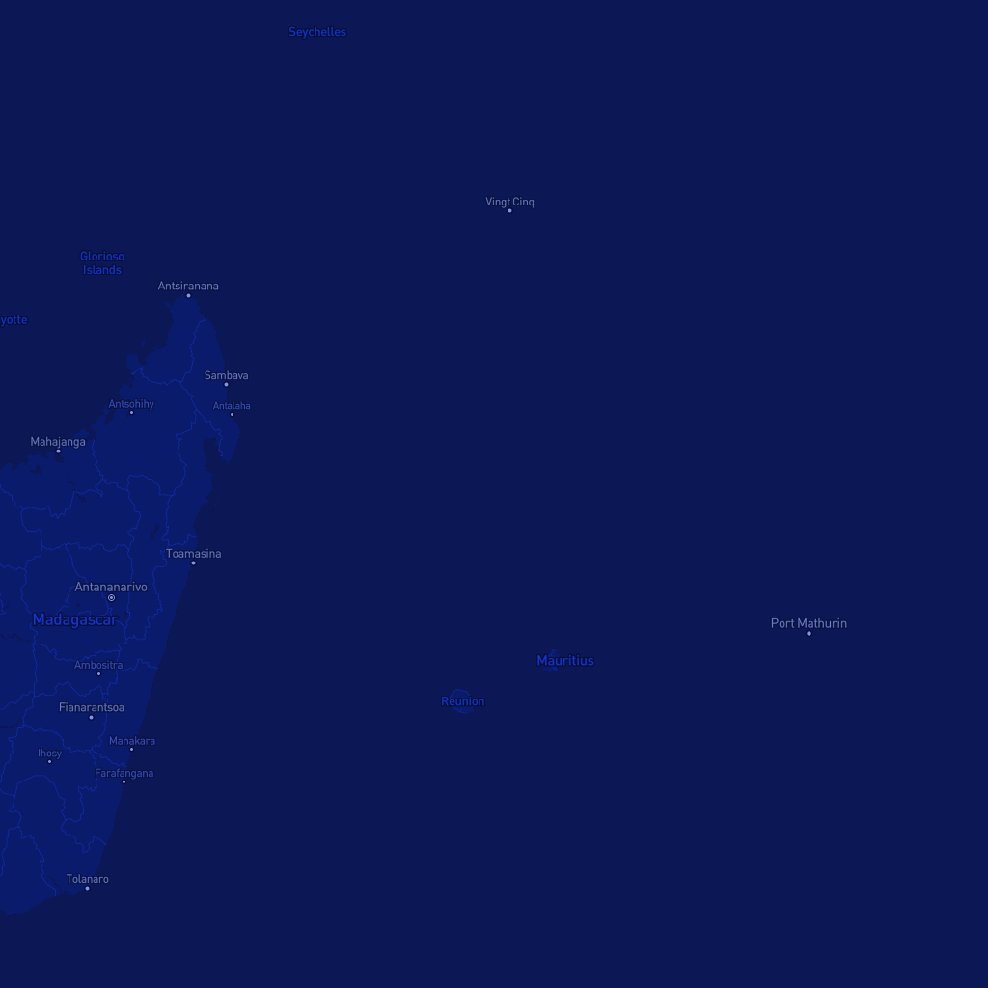 Seychelles
Vingt Cinq
Glorioso
Islands
Antsiranana
yotte
Sambava
Antsohihy
Antalaha
Mahajanga
Toamasina
Antananarivo
Madagascar
Port Mathurin
Mauritius
Ambositra
Reunion
Fianarantsoa
Manakara
Ihosy
Farafangana
Tolanaro